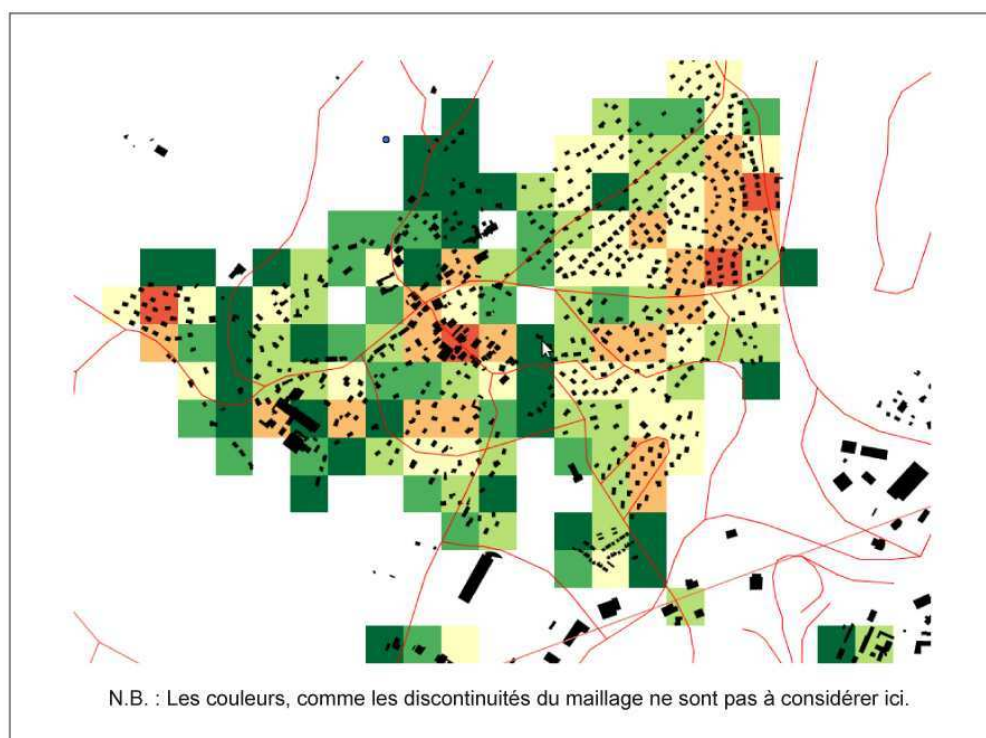 N.B. : Les couleurs, comme les discontinuités du maillage ne sont pas à considérer ici.